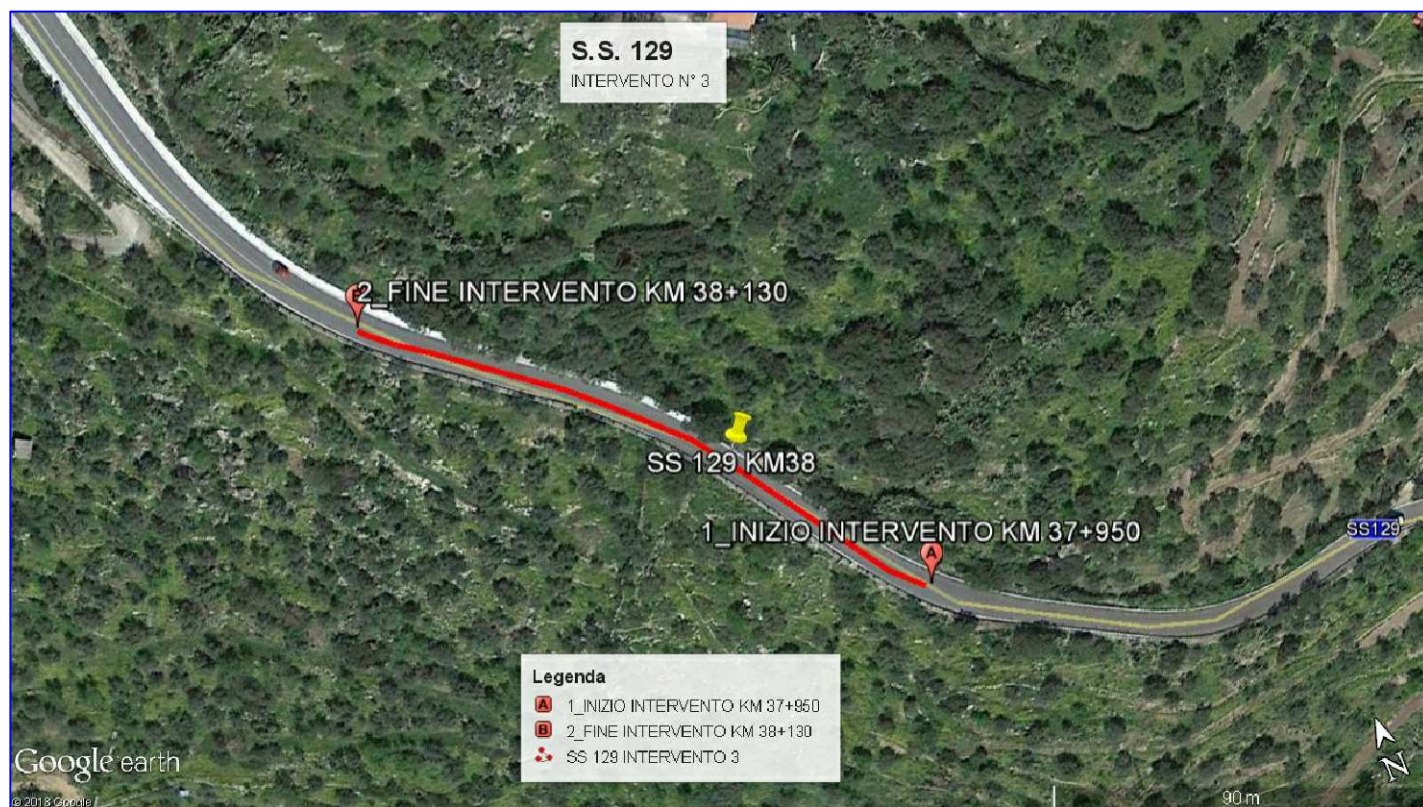 S.S. 129
INTERVENTO N° 3
2_FINE INTERVENTO KM 38+130
SS 129 KM38
1_INIZIO INTERVENTO KM 37+950
A
SS129
Legenda
A 1_INIZIO INTERVENTO KM 37+950
B 2_FINE INTERVENTO KM 38+130
SS 129 INTERVENTO 3
Google earth
N
© 2018 Google
90 m